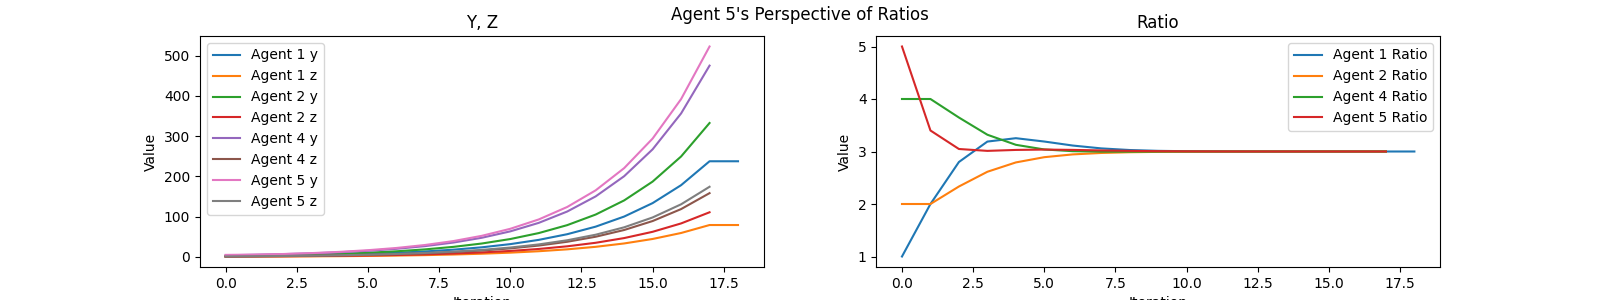 Agent 5's Perspective of Ratios
Y, Z
Value
500
400
300
200
100
0
0.0 2.5 5.0 7.5 10.0 12.5 15.0 17.5
Iteration
Agent 1 y
Agent 1 z
Agent 2 y
Agent 2 z
Agent 4 y
Agent 4 z
Agent 5 y
Agent 5 z
Ratio
Value
5
4
3
2
1
0.0 2.5 5.0 7.5 10.0 12.5 15.0 17.5
Iteration
Agent 1 Ratio
Agent 2 Ratio
Agent 4 Ratio
Agent 5 Ratio